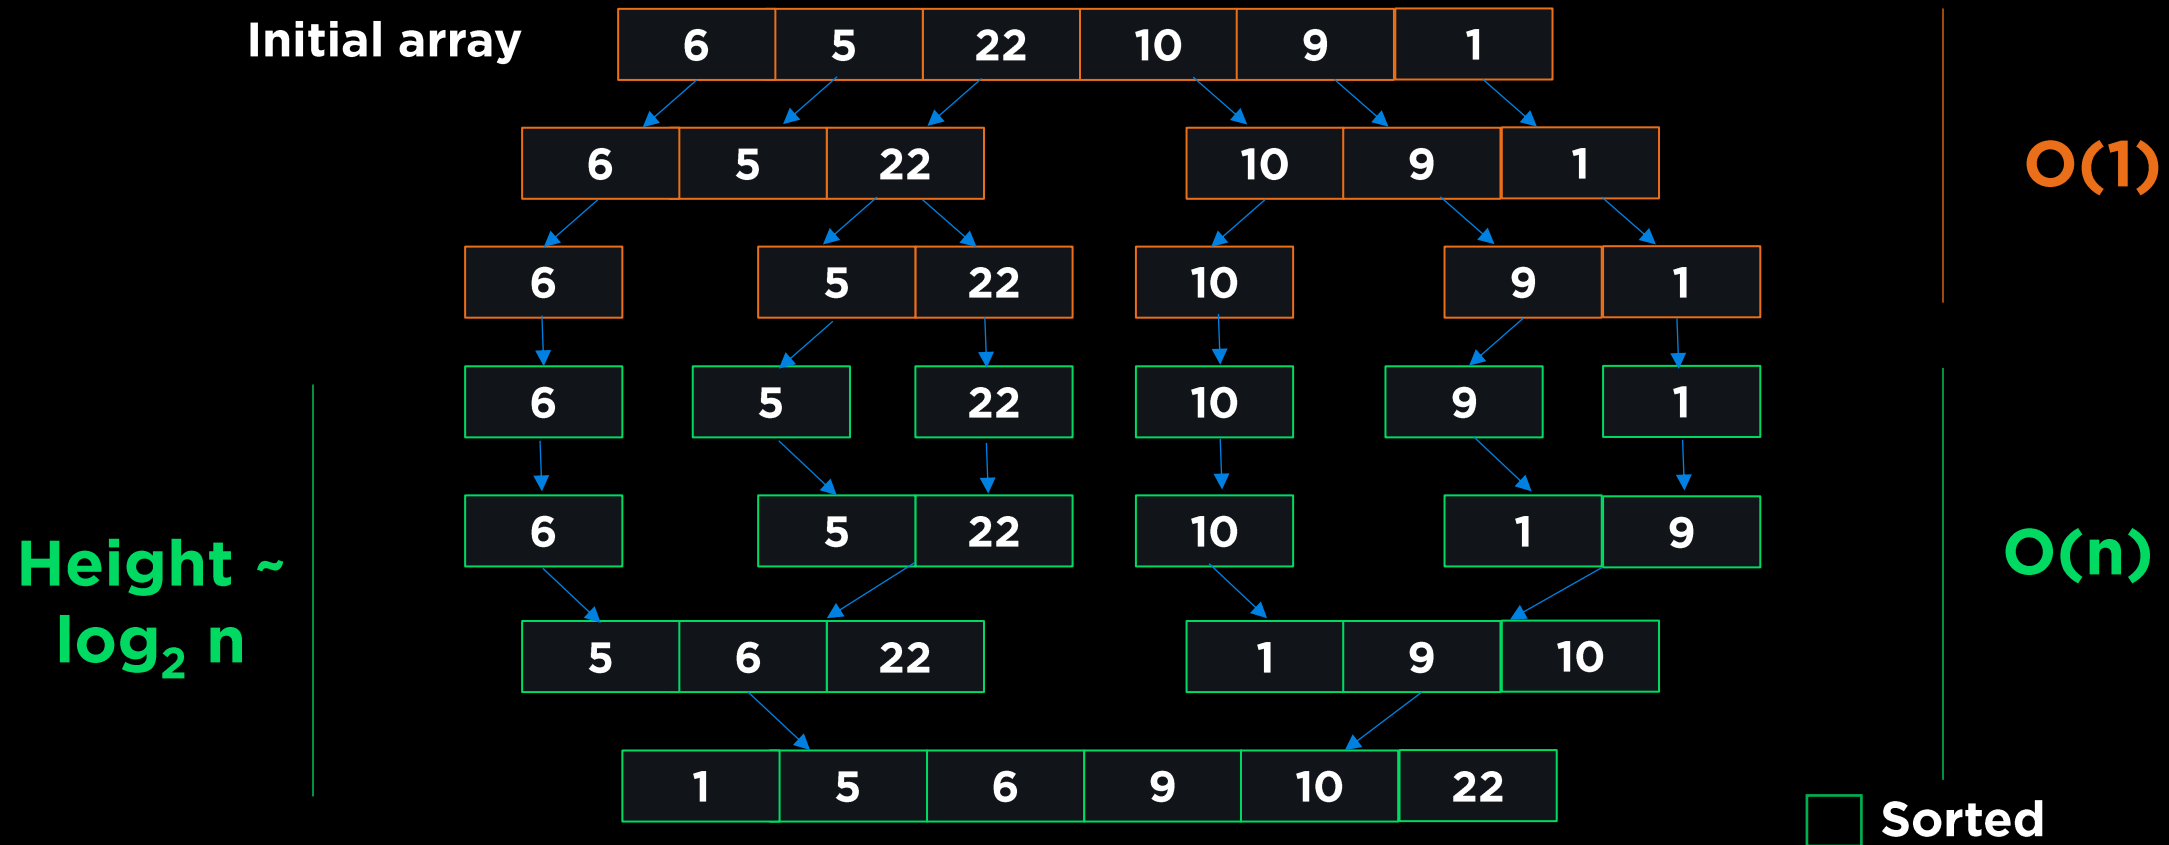 Initial array 6 5 22 10 9 1
6 5 22 10 9 1
O(1)
6 5 22 10 9 1
6 5 22 10 9 1
6 5 22 10 1 9
Height ~
log₂ n
O(n)
5 6 22 1 9 10
1 5 6 9 10 22
Sorted